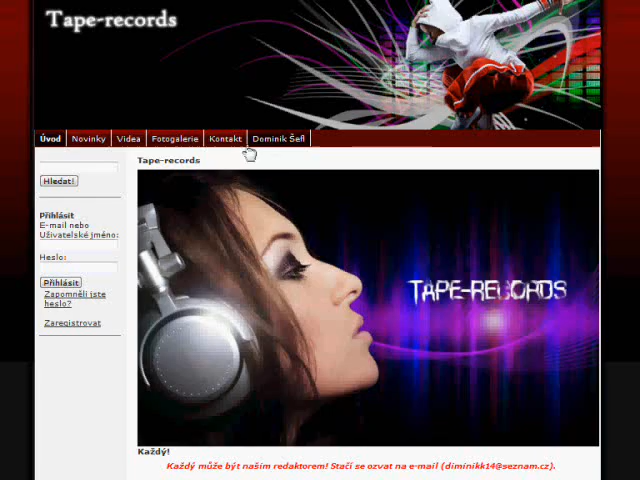 Tape-records
Úvod Novinky Videa Fotogalerie Kontakt Dominik Šefl
Tape-records
Hledat!
Přihlásit
E-mail nebo
Uživatelské jméno:
Heslo:
Přihlásit
Zapomněli jste
heslo?
Zaregistrovat
TAPE-RECORDS
Každý!
Každý může být našim redaktorem! Stačí se ozvat na e-mail (diminikk14@seznam.cz).